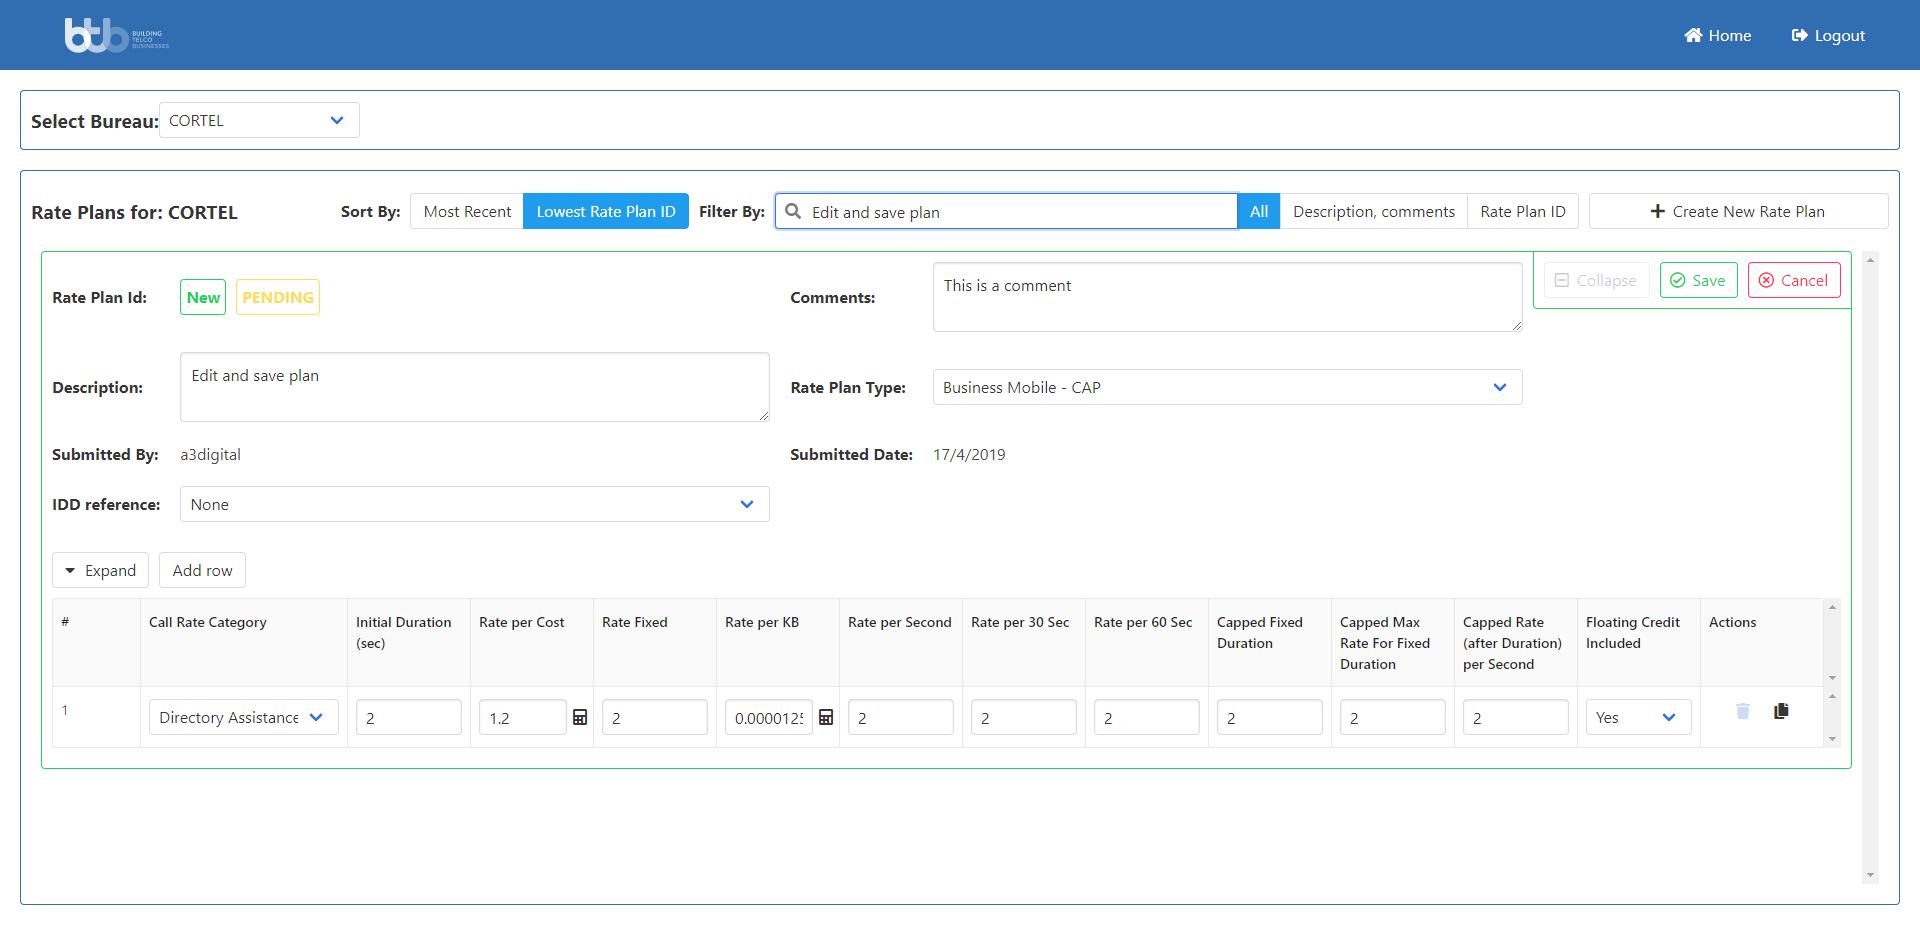 btb BUILDING TELCO BUSINESSES
Home
Logout
Select Bureau:
CORTEL
Rate Plans for: CORTEL
Sort By:
Most Recent
Lowest Rate Plan ID
Filter By:
Edit and save plan
All
Description, comments
Rate Plan ID
Create New Rate Plan
Rate Plan Id:
New
PENDING
Comments:
This is a comment
Collapse
Save
Cancel
Description:
Edit and save plan
Rate Plan Type:
Business Mobile - CAP
Submitted By:
a3digital
Submitted Date:
17/4/2019
IDD reference:
None
Expand
Add row
#
Call Rate Category
Initial Duration (sec)
Rate per Cost
Rate Fixed
Rate per KB
Rate per Second
Rate per 30 Sec
Rate per 60 Sec
Capped Fixed Duration
Capped Max Rate For Fixed Duration
Capped Rate (after Duration) per Second
Floating Credit Included
Actions
1
Directory Assistance
2
1.2
2
0.0000125
2
2
2
2
2
2
Yes